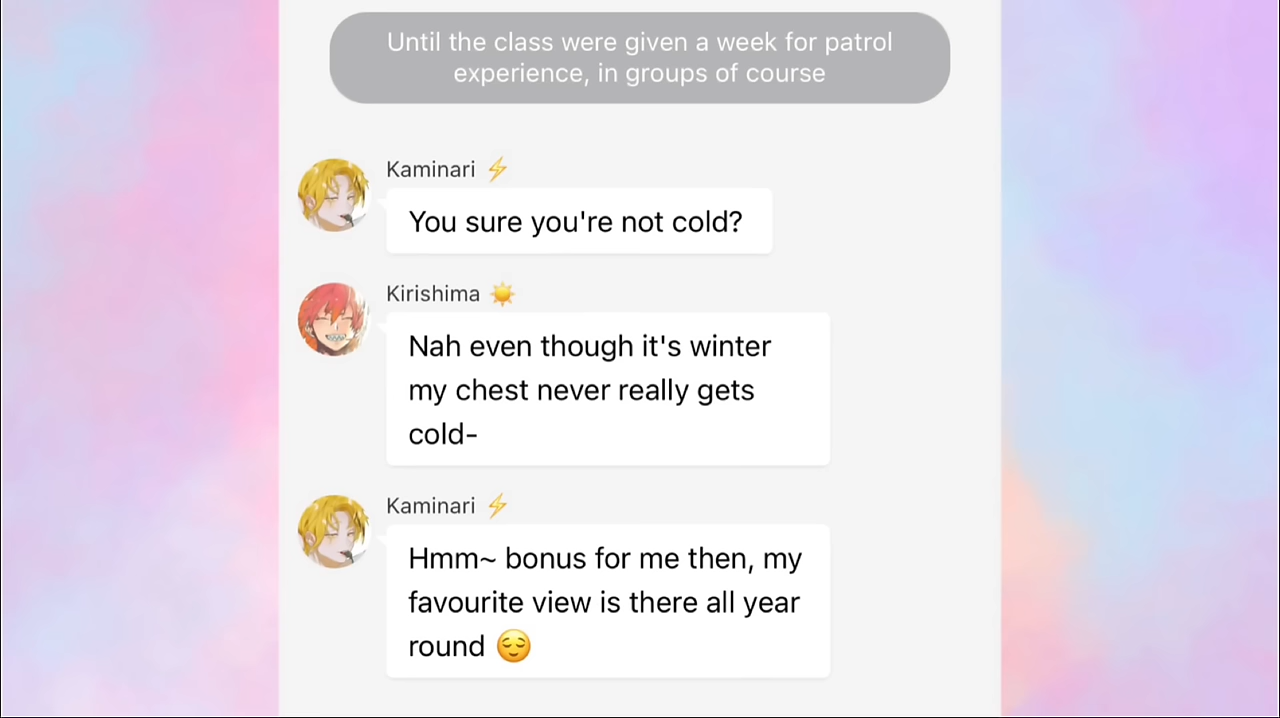 Until the class were given a week for patrol
experience, in groups of course
Kaminari ⚡
You sure you're not cold?
Kirishima ☀️
Nah even though it's winter
my chest never really gets
cold-
Kaminari ⚡
Hmm~ bonus for me then, my
favourite view is there all year
round 😌